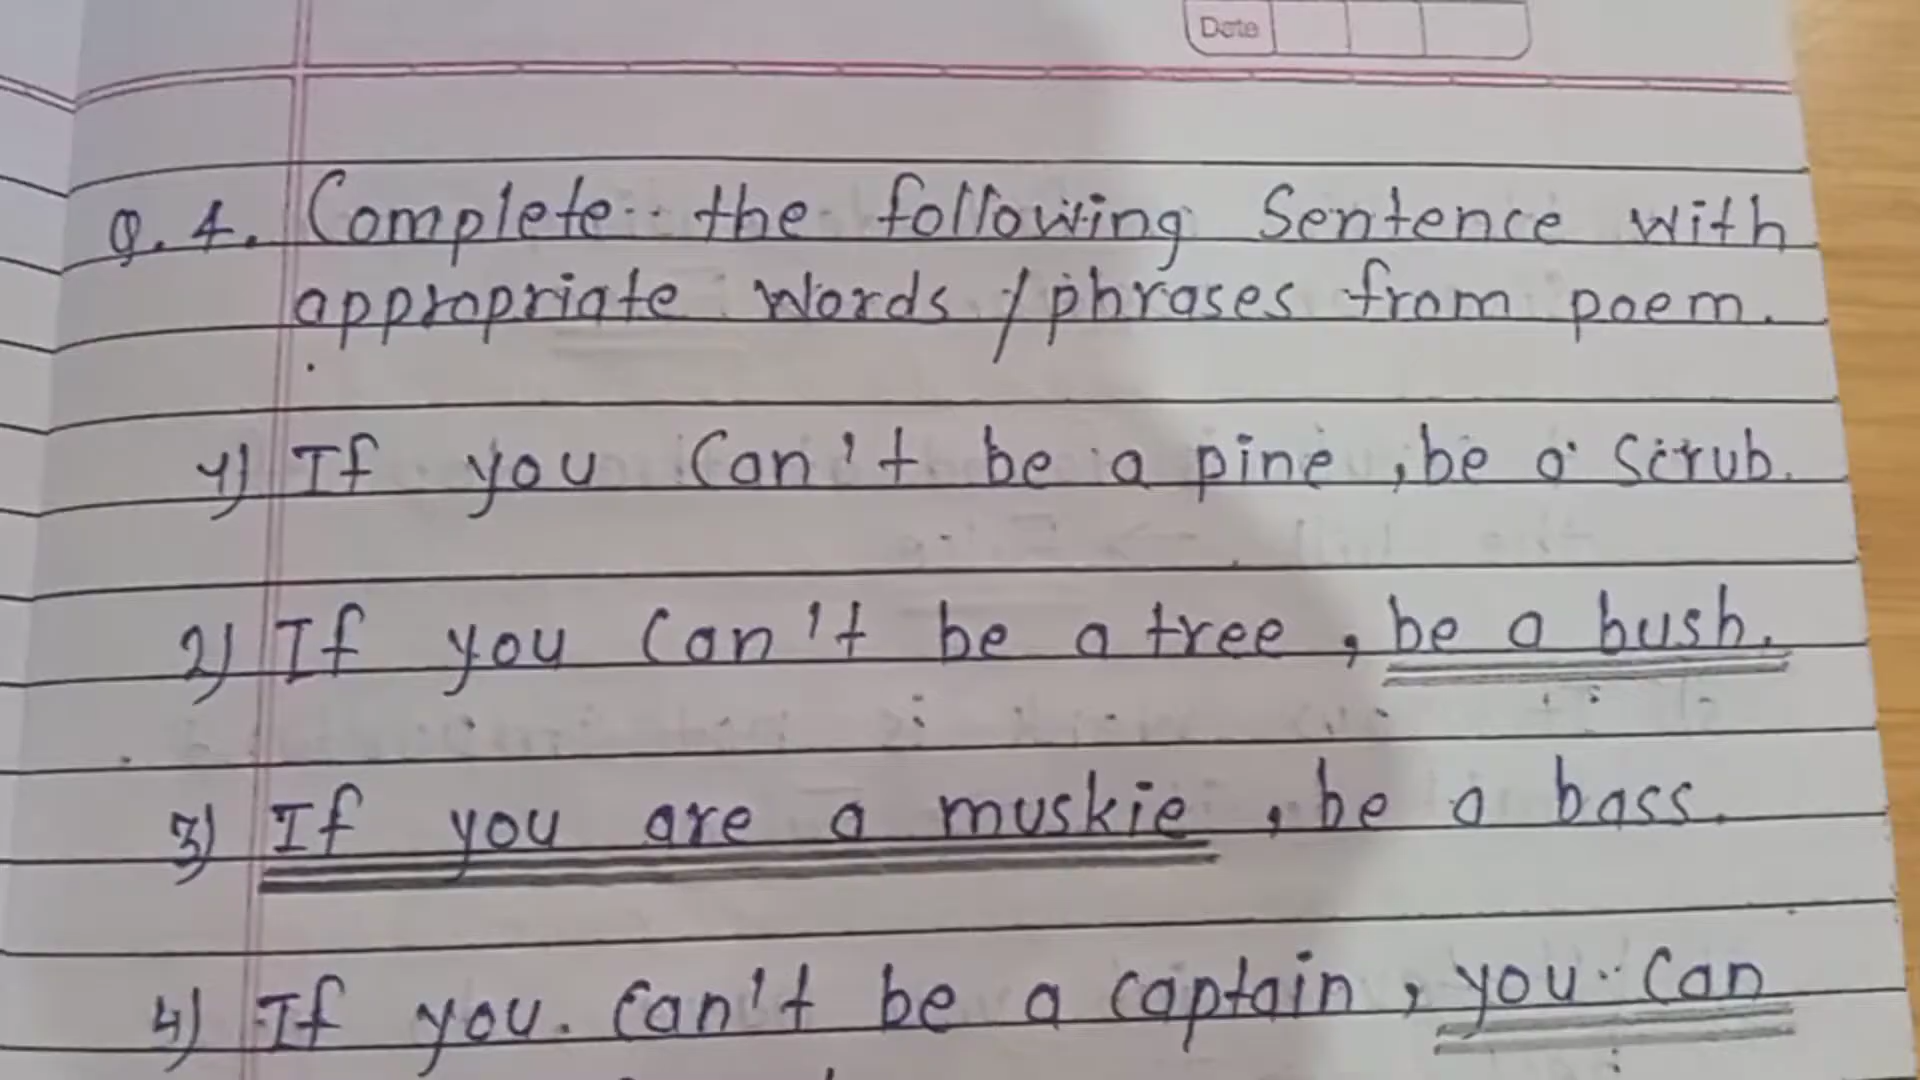 Date
Q. 4. Complete the following Sentence with
appropriate words / phrases from poem.
1) If you can't be a pine, be a scrub.
2) If you can't be a tree, be a bush.
3) If you are a muskie, be a bass.
4) If you can't be a captain, you can